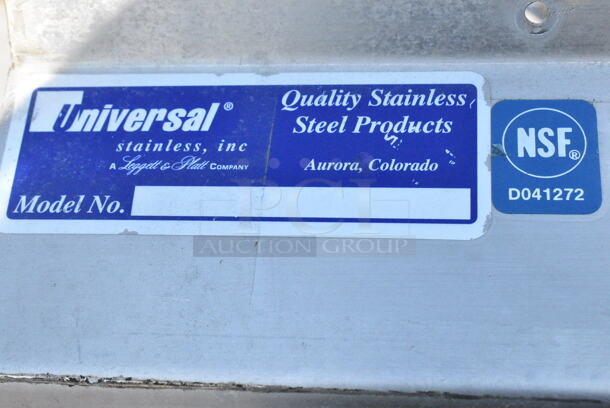 Universal®
stainless, inc
A Leggett & Platt COMPANY
Model No.
Quality Stainless
Steel Products
Aurora, Colorado
NSF®
D041272
PCI
AUCTION GROUP